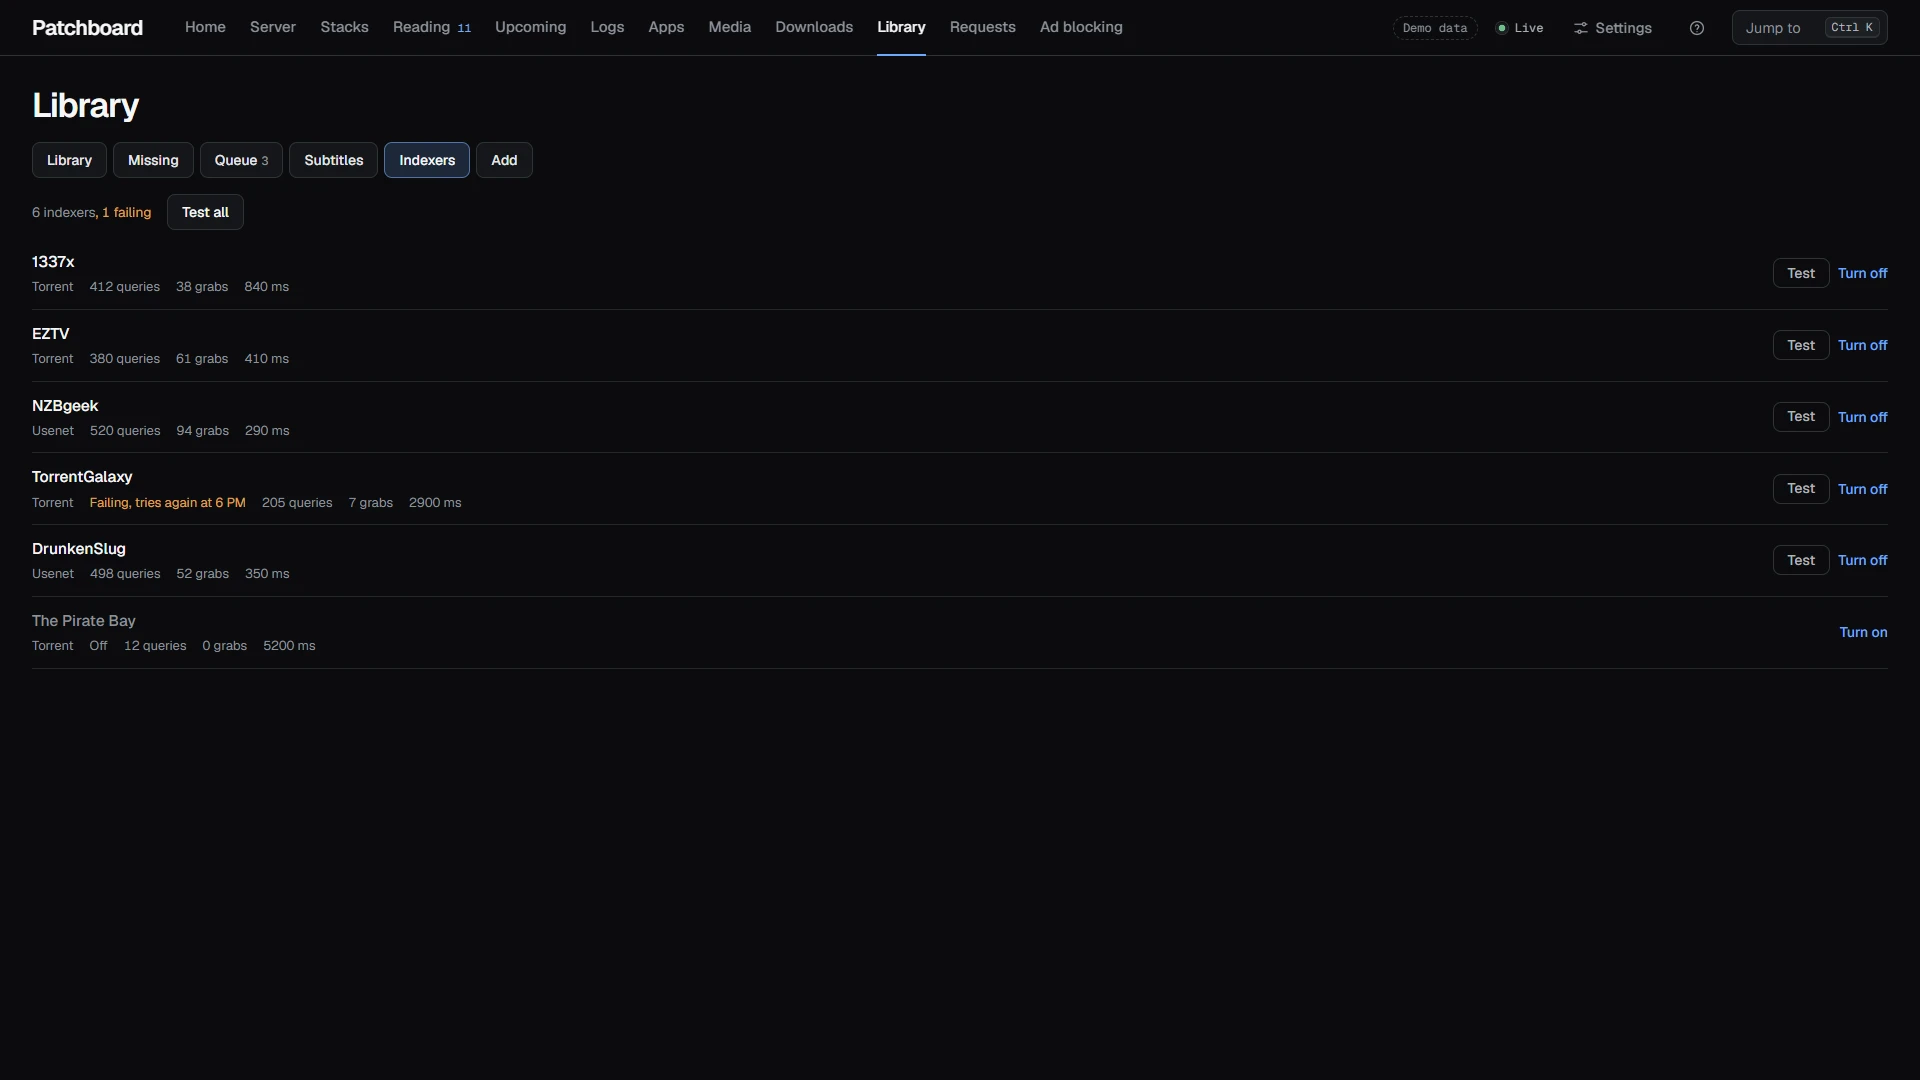 Patchboard Home Server Stacks Reading 11 Upcoming Logs Apps Media Downloads Library Requests Ad blocking Demo data Live Settings Jump to Ctrl K
Library
Library Missing Queue 3 Subtitles Indexers Add
6 indexers, 1 failing Test all
1337x
Torrent 412 queries 38 grabs 840 ms
Test Turn off
EZTV
Torrent 380 queries 61 grabs 410 ms
Test Turn off
NZBgeek
Usenet 520 queries 94 grabs 290 ms
Test Turn off
TorrentGalaxy
Torrent Failing, tries again at 6 PM 205 queries 7 grabs 2900 ms
Test Turn off
DrunkenSlug
Usenet 498 queries 52 grabs 350 ms
Test Turn off
The Pirate Bay
Torrent Off 12 queries 0 grabs 5200 ms
Turn on